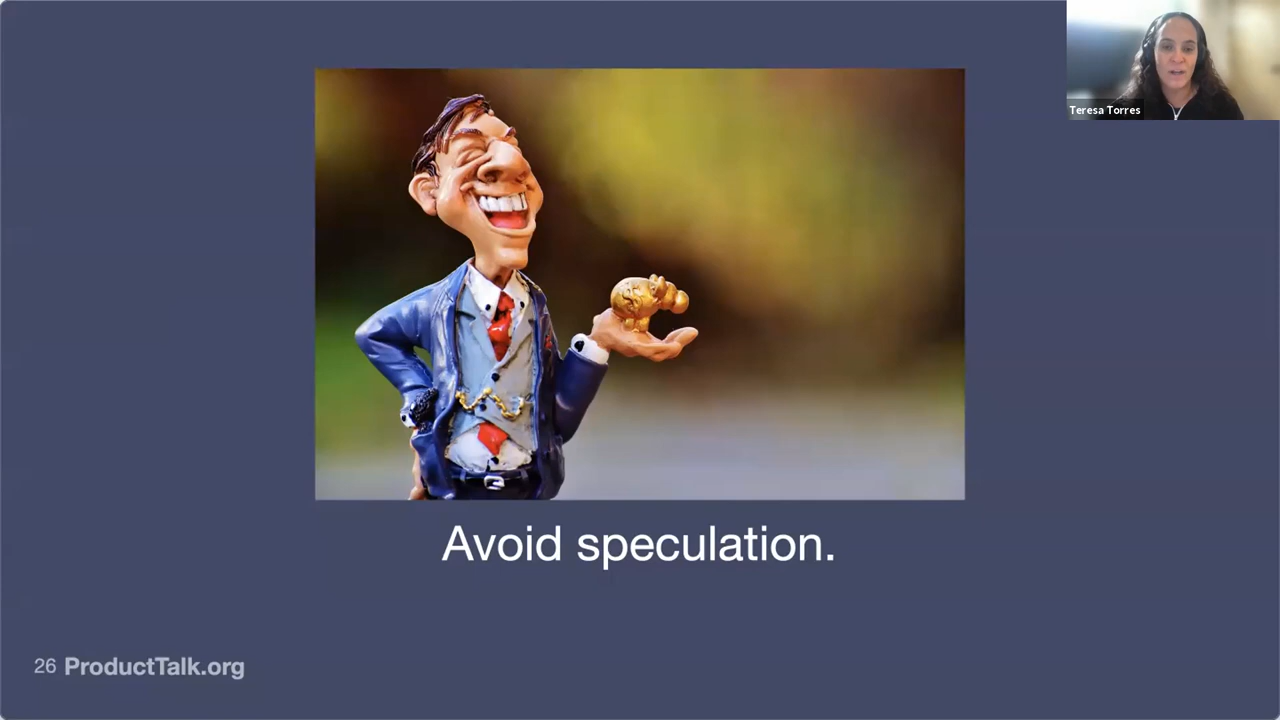 Teresa Torres
Avoid speculation.
26 ProductTalk.org